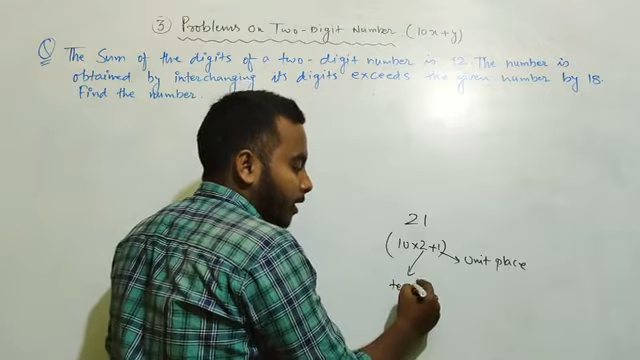 ③ Problems On Two-Digit Number (10x+y)
Q The Sum of the digits of a two-digit number is 12. The number is
obtained by interchanging its digits exceeds the given number by 18.
Find the number.
21
(10×2+1)
unit place
te